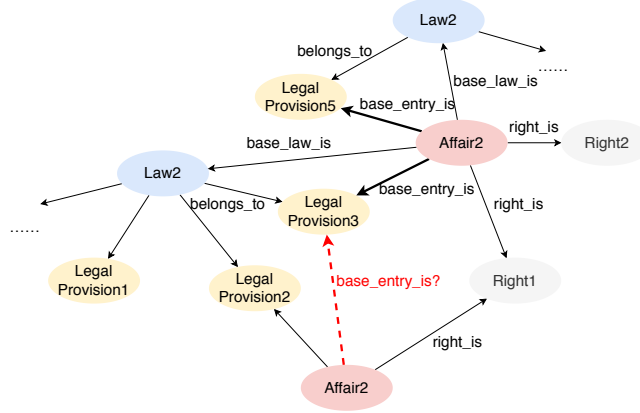 Law2
belongs_to
......
base_law_is
Legal
Provision5
base_entry_is
right_is
Affair2
Right2
base_law_is
Law2
base_entry_is
belongs_to
Legal
Provision3
right_is
......
Legal
Provision1
Legal
Provision2
base_entry_is?
Right1
right_is
Affair2